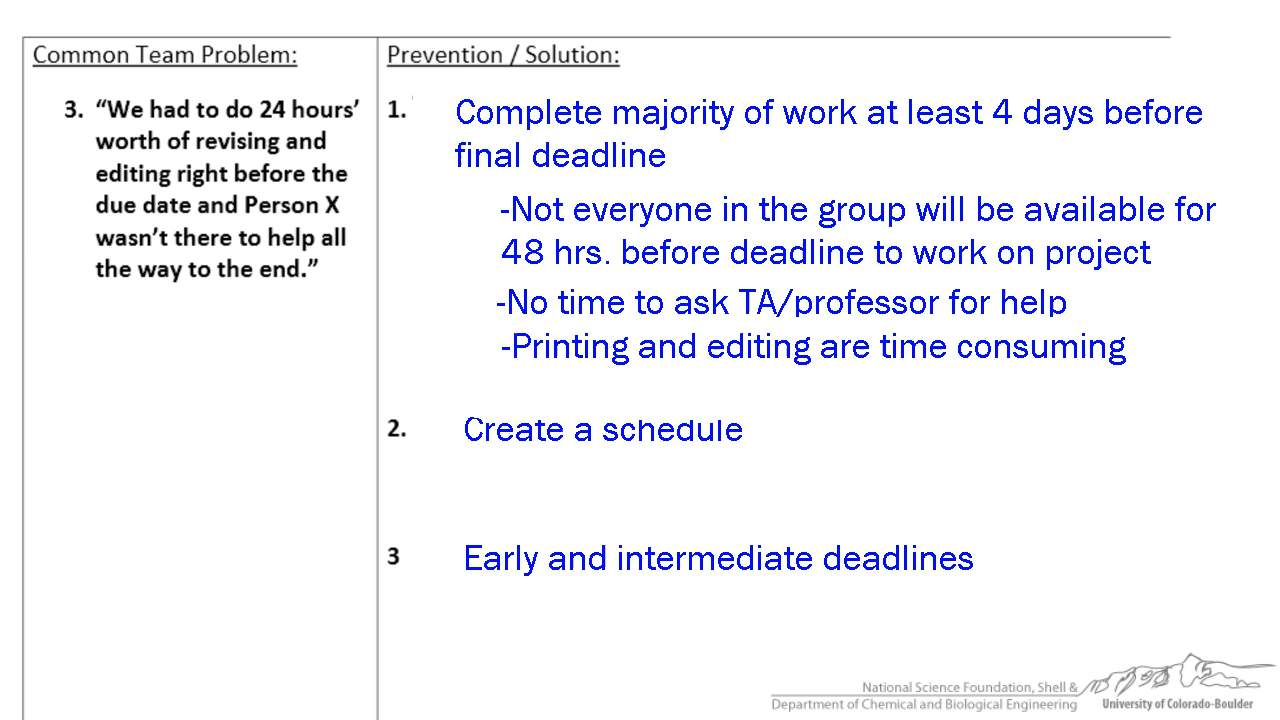 Common Team Problem:
Prevention / Solution:
3. “We had to do 24 hours’
worth of revising and
editing right before the
due date and Person X
wasn’t there to help all
the way to the end.”
1. Complete majority of work at least 4 days before
final deadline
-Not everyone in the group will be available for
48 hrs. before deadline to work on project
-No time to ask TA/professor for help
-Printing and editing are time consuming
2. Create a schedule
3 Early and intermediate deadlines
National Science Foundation, Shell &
Department of Chemical and Biological Engineering
University of Colorado-Boulder